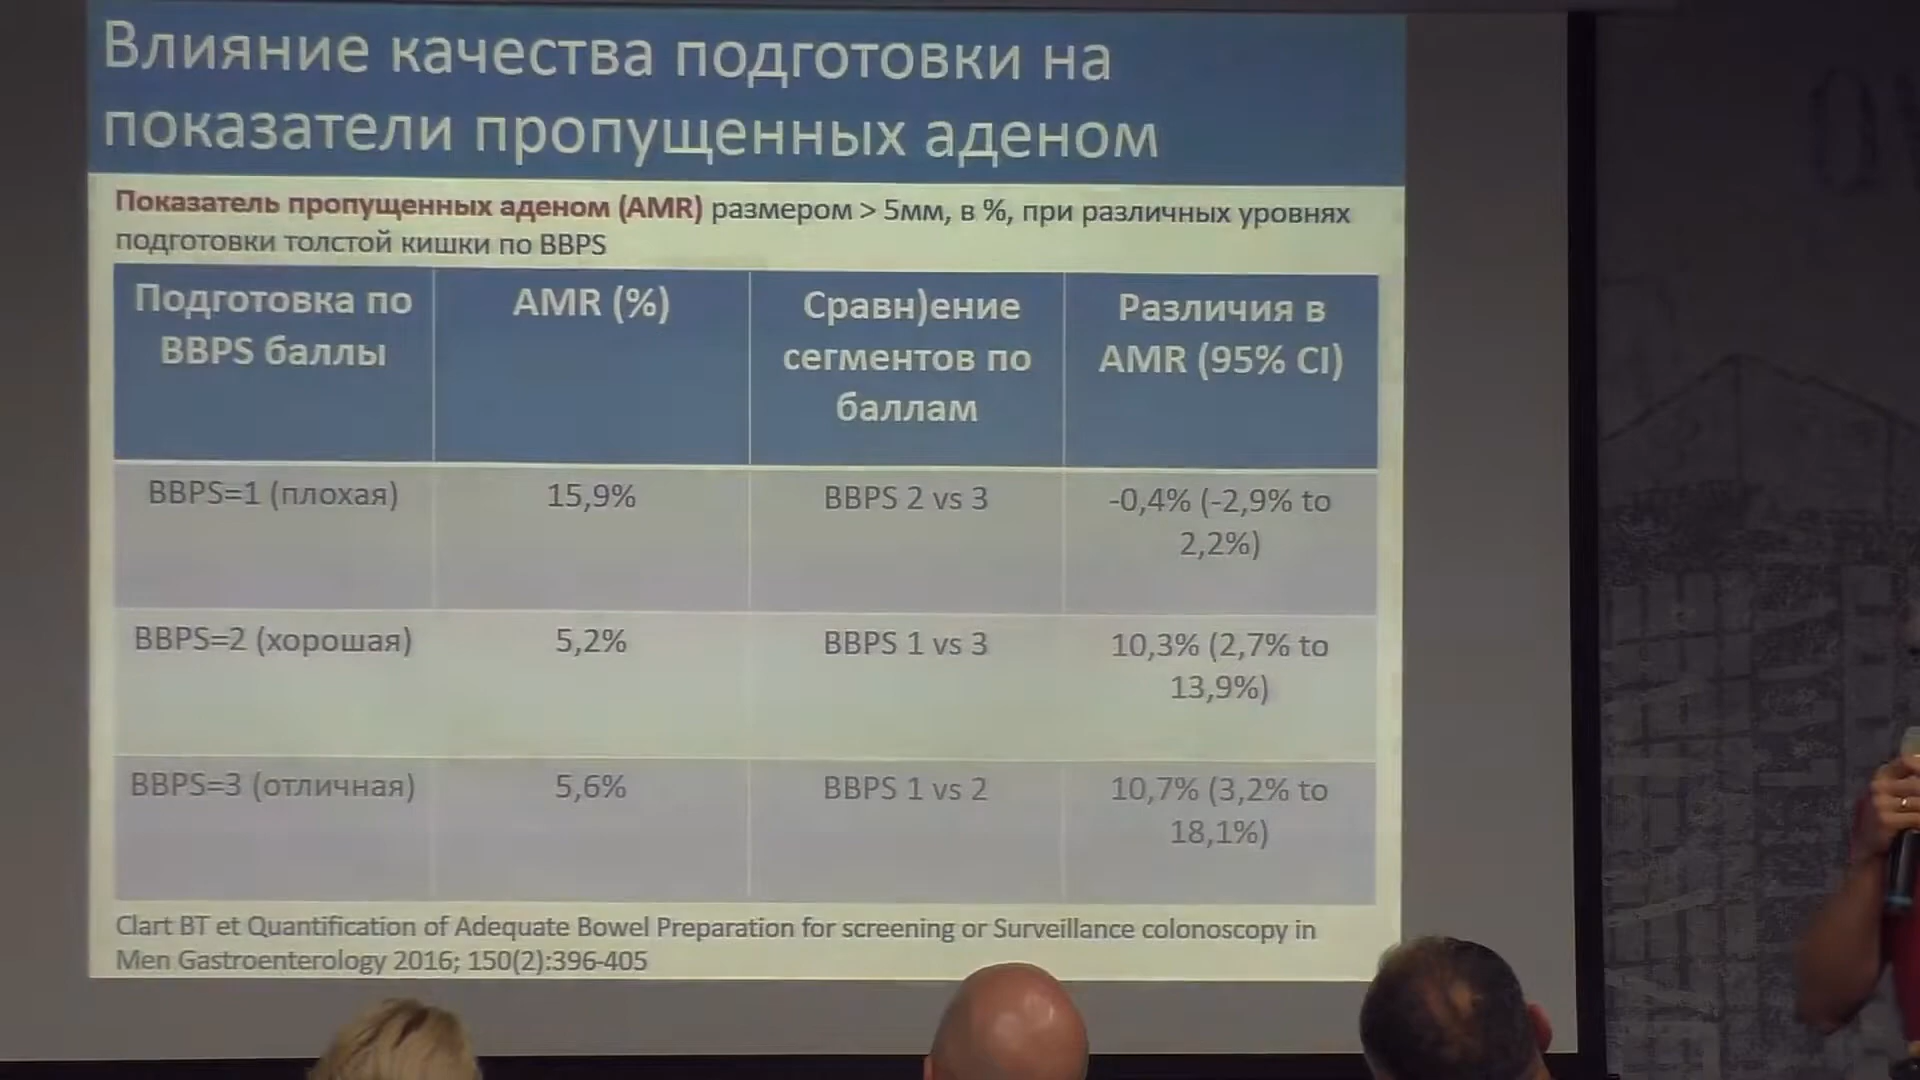 Влияние качества подготовки на
показатели пропущенных аденом
Показатель пропущенных аденом (AMR) размером > 5мм, в %, при различных уровнях
подготовки толстой кишки по BBPS
Подготовка по
BBPS баллы
AMR (%)
Сравн)ение
сегментов по
баллам
Различия в
AMR (95% CI)
BBPS=1 (плохая)
15,9%
BBPS 2 vs 3
-0,4% (-2,9% to
2,2%)
BBPS=2 (хорошая)
5,2%
BBPS 1 vs 3
10,3% (2,7% to
13,9%)
BBPS=3 (отличная)
5,6%
BBPS 1 vs 2
10,7% (3,2% to
18,1%)
Clart BT et Quantification of Adequate Bowel Preparation for screening or Surveillance colonoscopy in
Men Gastroenterology 2016; 150(2):396-405